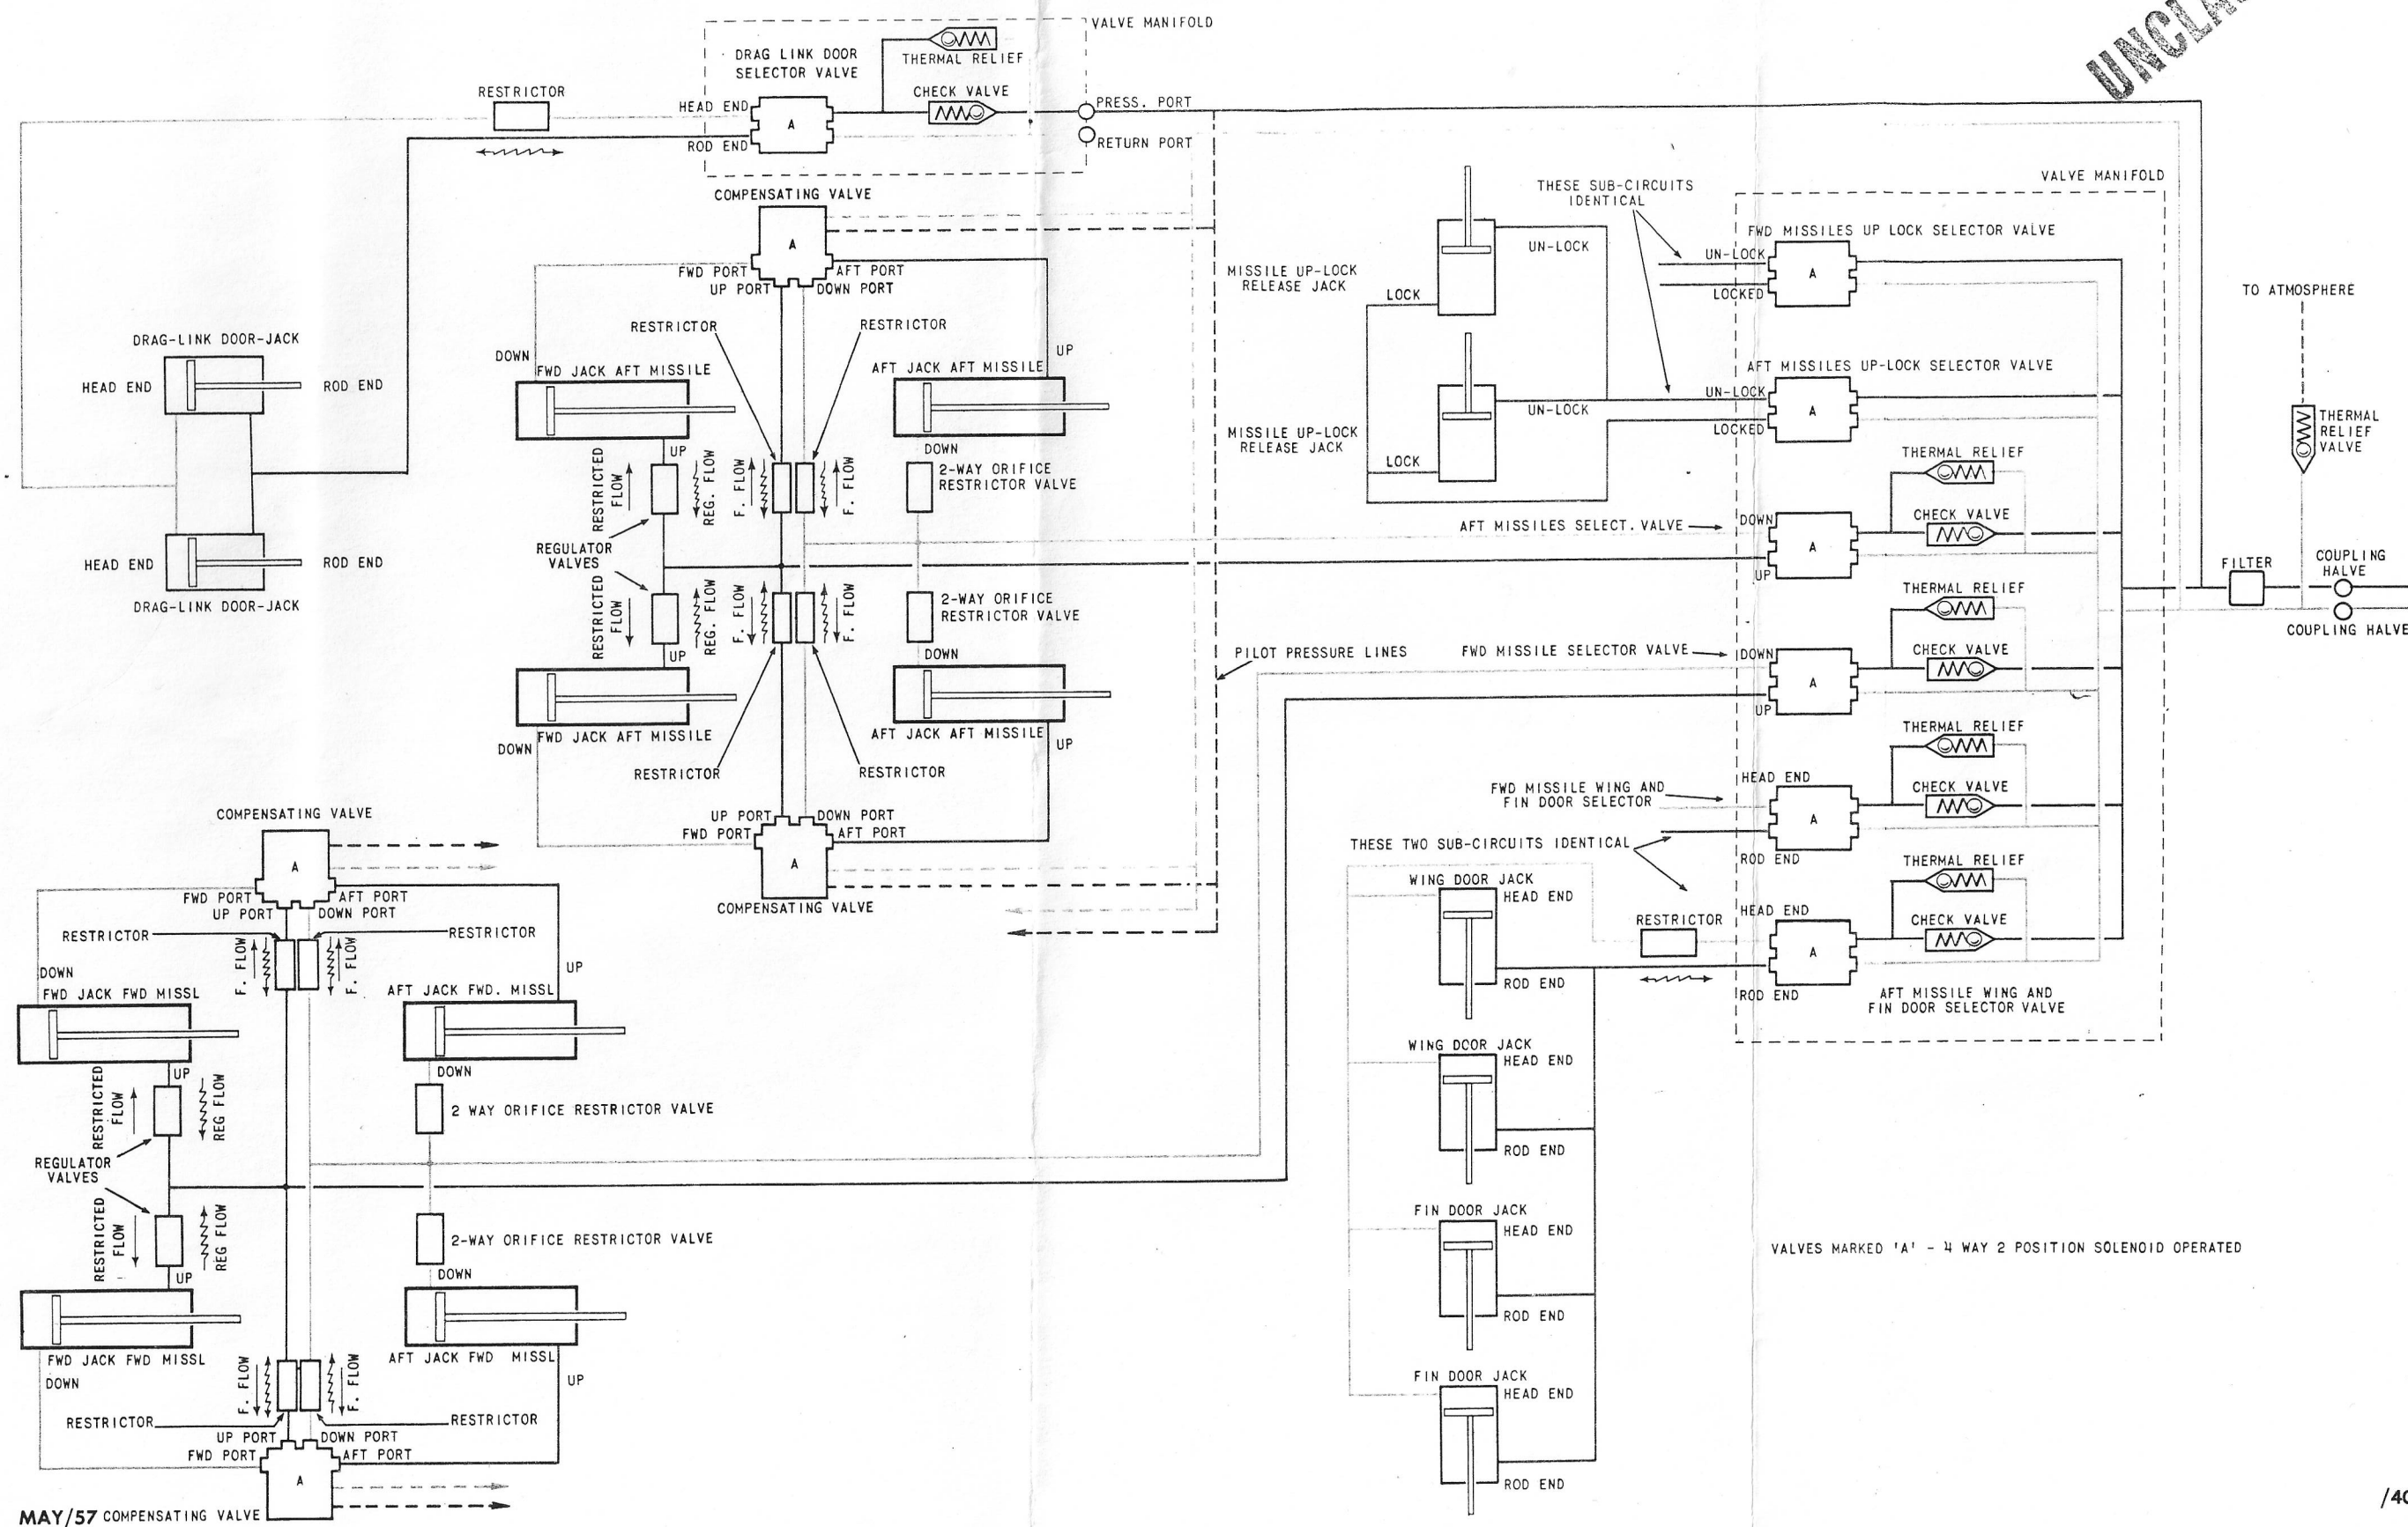 VALVE MANIFOLD
DRAG LINK DOOR
SELECTOR VALVE
THERMAL RELIEF
RESTRICTOR
CHECK VALVE
HEAD END
A
PRESS. PORT
ROD END
RETURN PORT
COMPENSATING VALVE
A
FWD PORT
AFT PORT
UP PORT
DOWN PORT
RESTRICTOR
RESTRICTOR
DOWN
UP
FWD JACK AFT MISSILE
AFT JACK AFT MISSILE
DRAG-LINK DOOR-JACK
HEAD END
ROD END
HEAD END
ROD END
DRAG-LINK DOOR-JACK
UP
DOWN
RESTRICTED
FLOW
REG. FLOW
F. FLOW
F. FLOW
2-WAY ORIFICE
RESTRICTOR VALVE
REGULATOR
VALVES
RESTRICTED
FLOW
REG. FLOW
F. FLOW
F. FLOW
2-WAY ORIFICE
RESTRICTOR VALVE
UP
DOWN
DOWN
FWD JACK AFT MISSILE
AFT JACK AFT MISSILE
UP
RESTRICTOR
RESTRICTOR
UP PORT
DOWN PORT
FWD PORT
AFT PORT
A
COMPENSATING VALVE
PILOT PRESSURE LINES
COMPENSATING VALVE
A
FWD PORT
AFT PORT
UP PORT
DOWN PORT
RESTRICTOR
RESTRICTOR
F. FLOW
F. FLOW
DOWN
UP
FWD JACK FWD MISSL
AFT JACK FWD. MISSL
UP
DOWN
RESTRICTED
FLOW
REG FLOW
2 WAY ORIFICE RESTRICTOR VALVE
REGULATOR
VALVES
RESTRICTED
FLOW
REG FLOW
2-WAY ORIFICE RESTRICTOR VALVE
UP
DOWN
FWD JACK FWD MISSL
AFT JACK FWD MISSL
DOWN
UP
F. FLOW
F. FLOW
RESTRICTOR
RESTRICTOR
UP PORT
DOWN PORT
FWD PORT
AFT PORT
A
MAY/57
COMPENSATING VALVE
VALVE MANIFOLD
THESE SUB-CIRCUITS
IDENTICAL
FWD MISSILES UP LOCK SELECTOR VALVE
UN-LOCK
UN-LOCK
A
MISSILE UP-LOCK
RELEASE JACK
LOCK
LOCKED
TO ATMOSPHERE
AFT MISSILES UP-LOCK SELECTOR VALVE
UN-LOCK
UN-LOCK
A
LOCKED
MISSILE UP-LOCK
RELEASE JACK
LOCK
THERMAL
RELIEF
VALVE
THERMAL RELIEF
CHECK VALVE
AFT MISSILES SELECT. VALVE
DOWN
A
UP
FILTER
COUPLING
HALVE
COUPLING HALVE
THERMAL RELIEF
CHECK VALVE
FWD MISSILE SELECTOR VALVE
DOWN
A
UP
THERMAL RELIEF
HEAD END
CHECK VALVE
FWD MISSILE WING AND
FIN DOOR SELECTOR
A
ROD END
THESE TWO SUB-CIRCUITS IDENTICAL
THERMAL RELIEF
WING DOOR JACK
HEAD END
RESTRICTOR
HEAD END
CHECK VALVE
A
ROD END
ROD END
AFT MISSILE WING AND
FIN DOOR SELECTOR VALVE
WING DOOR JACK
HEAD END
ROD END
FIN DOOR JACK
HEAD END
ROD END
FIN DOOR JACK
HEAD END
ROD END
VALVES MARKED 'A' - 4 WAY 2 POSITION SOLENOID OPERATED